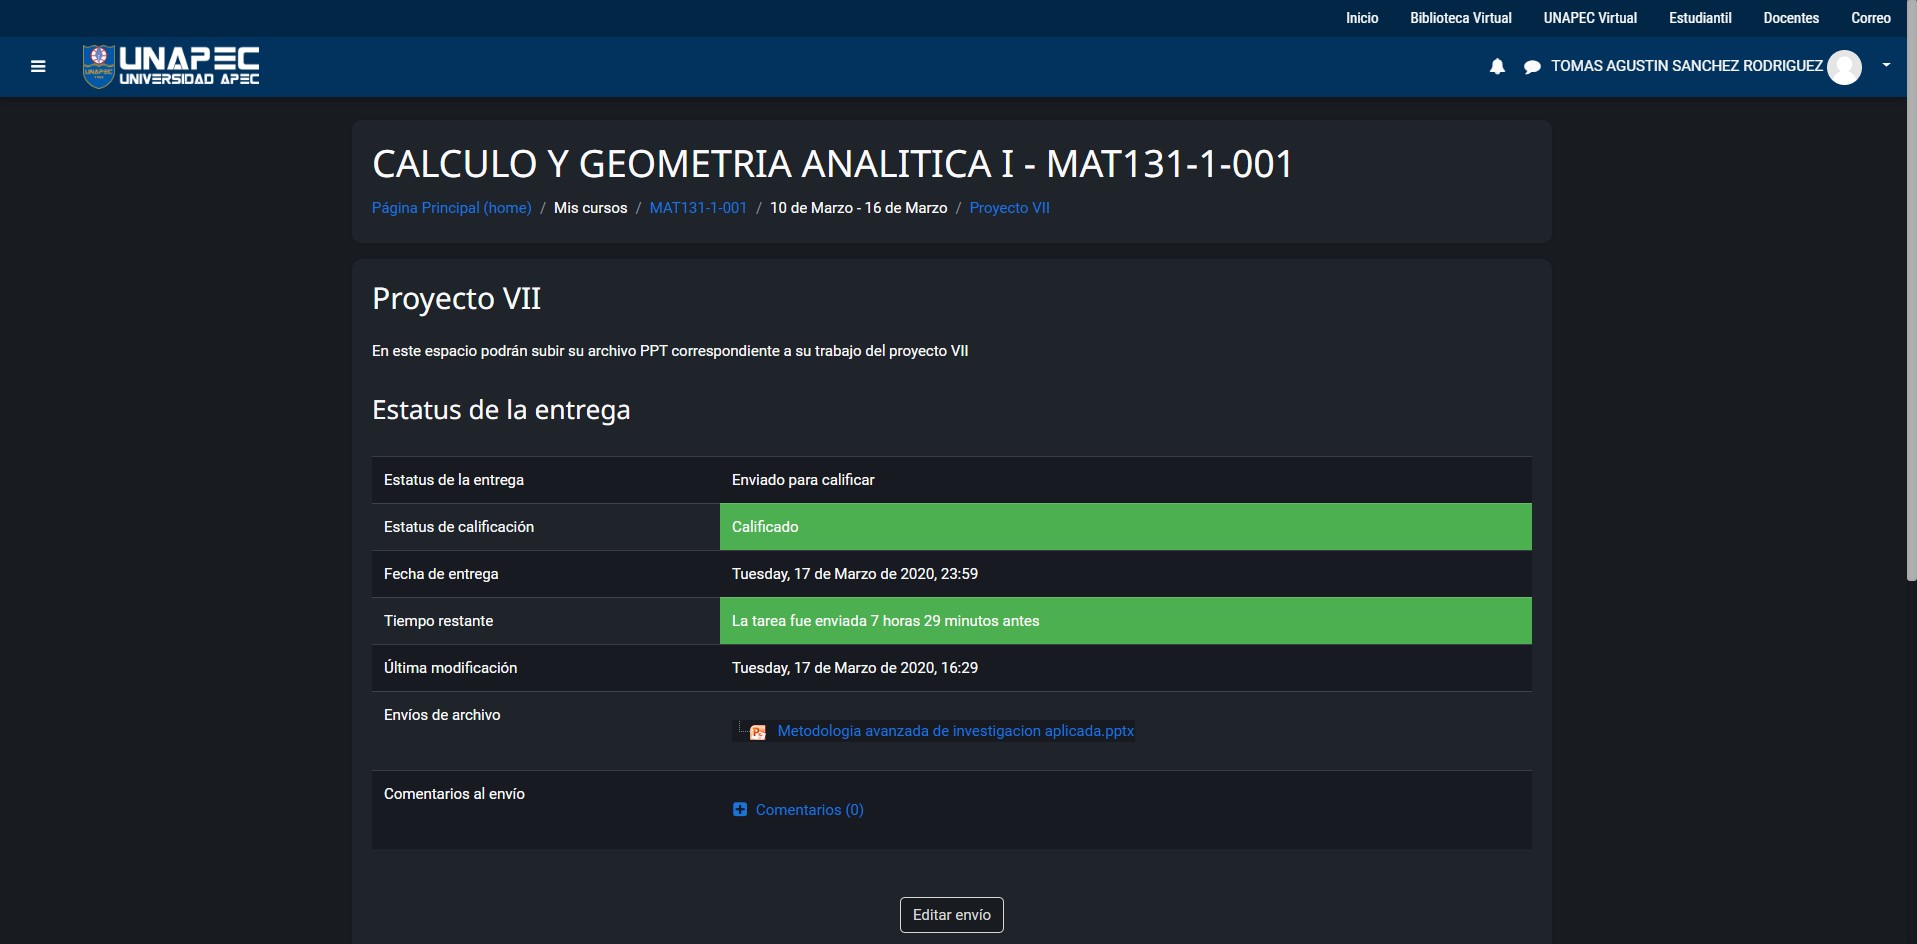 Inicio Biblioteca Virtual UNAPEC Virtual Estudiantil Docentes Correo
UNAPEC
UNIVERSIDAD APEC
TOMAS AGUSTIN SANCHEZ RODRIGUEZ
CALCULO Y GEOMETRIA ANALITICA I - MAT131-1-001
Página Principal (home) / Mis cursos / MAT131-1-001 / 10 de Marzo - 16 de Marzo / Proyecto VII
Proyecto VII
En este espacio podrán subir su archivo PPT correspondiente a su trabajo del proyecto VII
Estatus de la entrega
Estatus de la entrega Enviado para calificar
Estatus de calificación Calificado
Fecha de entrega Tuesday, 17 de Marzo de 2020, 23:59
Tiempo restante La tarea fue enviada 7 horas 29 minutos antes
Última modificación Tuesday, 17 de Marzo de 2020, 16:29
Envíos de archivo
Metodologia avanzada de investigacion aplicada.pptx
Comentarios al envío
Comentarios (0)
Editar envío